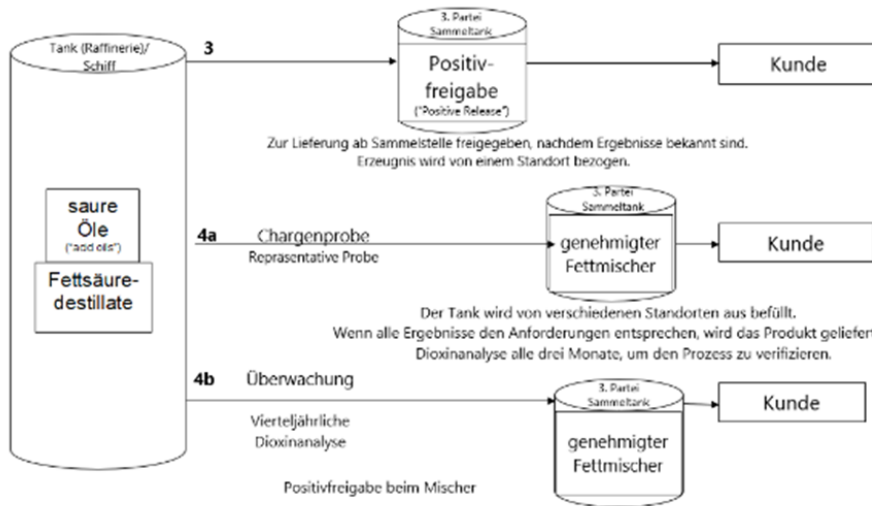 Tank (Raffinerie)/
Schiff
saure
Öle
("acid oils")
Fettsäure-
destillate
3
3. Partei
Sammeltank
Positiv-
freigabe
("Positive Release")
Kunde
Zur Lieferung ab Sammelstelle freigegeben, nachdem Ergebnisse bekannt sind.
Erzeugnis wird von einem Standort bezogen.
4a
Chargenprobe
Repräsentative Probe
3. Partei
Sammeltank
genehmigter
Fettmischer
Kunde
Der Tank wird von verschiedenen Standorten aus befüllt.
Wenn alle Ergebnisse den Anforderungen entsprechen, wird das Produkt geliefert
Dioxinanalyse alle drei Monate, um den Prozess zu verifizieren.
4b
Überwachung
Vierteljährliche
Dioxinanalyse
3. Partei
Sammeltank
genehmigter
Fettmischer
Kunde
Positivfreigabe beim Mischer